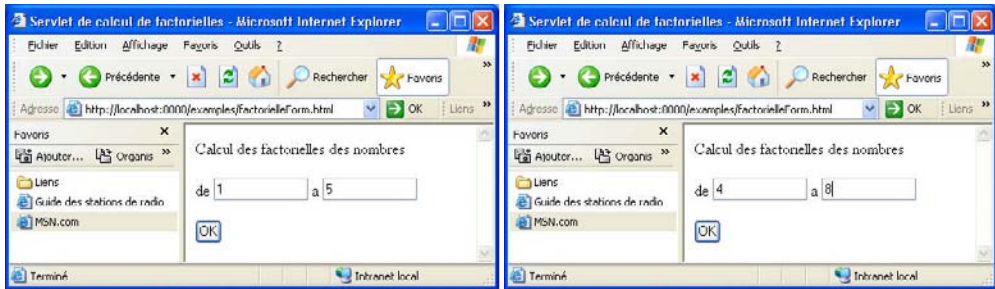 Servlet de calcul de factorielles - Microsoft Internet Explorer
Fichier Edition Affichage Favoris Outils ?
Précédente Rechercher Favoris »
Adresse http://localhost:8080/examples/FactorielleForm.html OK Liens »
Favoris ×
Ajouter... Organis »
Liens
Guide des stations de radio
MSN.com
Calcul des factorielles des nombres
de 1 a 5
OK
Terminé Intranet local
Servlet de calcul de factorielles - Microsoft Internet Explorer
Fichier Edition Affichage Favoris Outils ?
Précédente Rechercher Favoris »
Adresse http://localhost:8080/examples/FactorielleForm.html OK Liens »
Favoris ×
Ajouter... Organis »
Liens
Guide des stations de radio
MSN.com
Calcul des factorielles des nombres
de 4 a 8
OK
Terminé Intranet local